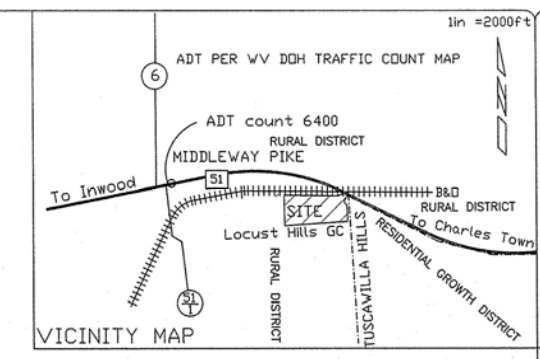 1in =2000ft
N
ADT PER WV DOH TRAFFIC COUNT MAP
6
ADT count 6400
RURAL DISTRICT
MIDDLEWAY PIKE
51
To Inwood
B&O
RURAL DISTRICT
SITE
To Charles Town
Locust Hills GC
RURAL DISTRICT
TUSCAWILLA HILLS
RESIDENTIAL GROWTH DISTRICT
51
1
VICINITY MAP